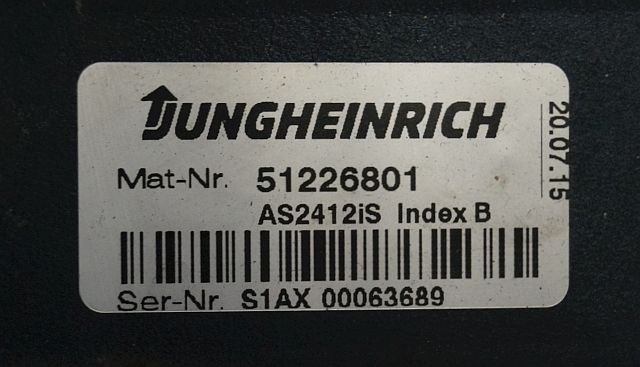 JUNGHEINRICH
Mat-Nr. 51226801
AS2412iS Index B
Ser-Nr. S1AX 00063689
20.07.15